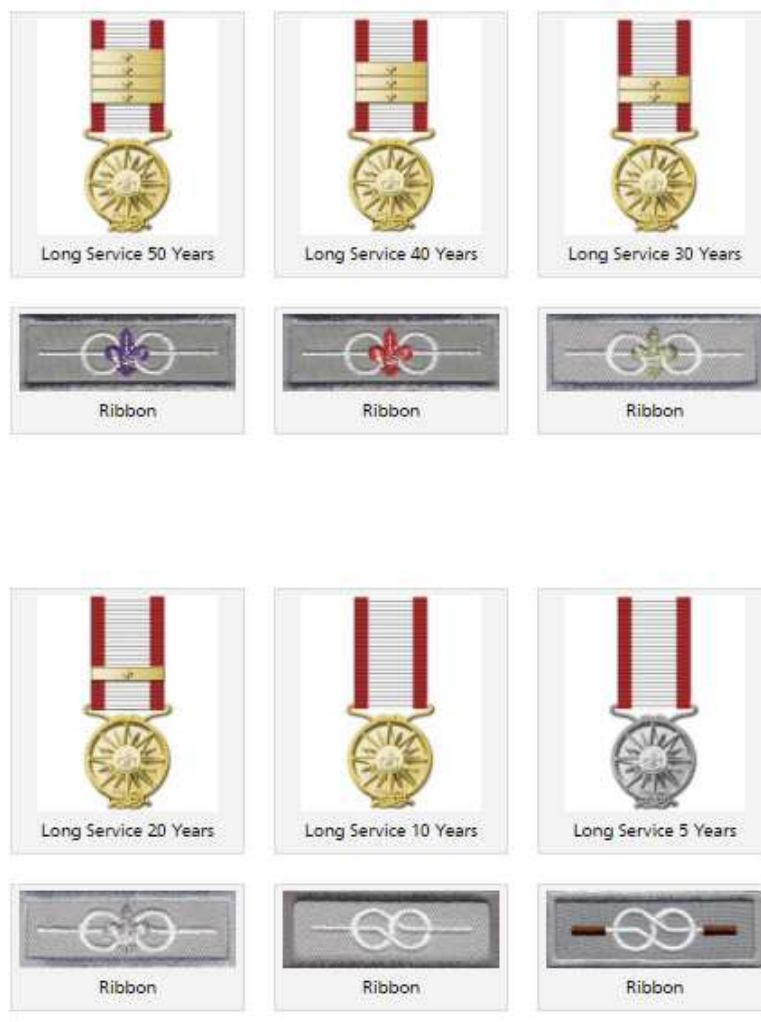 Long Service 50 Years
Long Service 40 Years
Long Service 30 Years
Ribbon
Ribbon
Ribbon
Long Service 20 Years
Long Service 10 Years
Long Service 5 Years
Ribbon
Ribbon
Ribbon